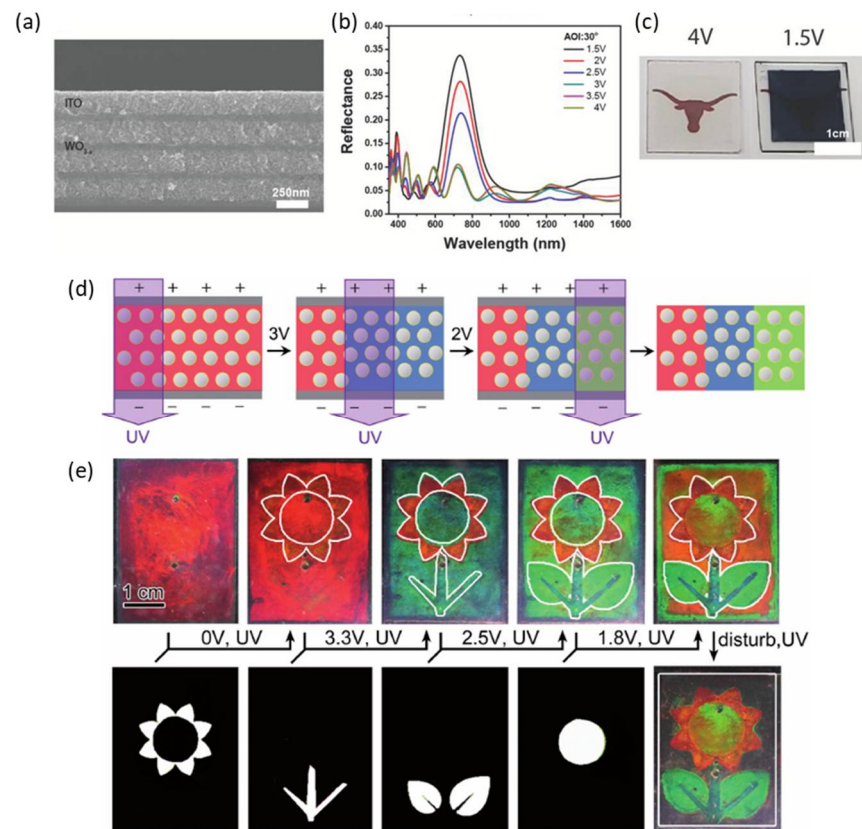 (a)
ITO
WO3-x
250nm
(b)
Reflectance
0.40
0.35
0.30
0.25
0.20
0.15
0.10
0.05
0.00
400 600 800 1000 1200 1400 1600
Wavelength (nm)
AOI:30°
1.5V
2V
2.5V
3V
3.5V
4V
(c)
4V 1.5V
1cm
(d)
+ + + +
+ + + +
+ + + +
3V
2V
− − − −
− − − −
− − − −
UV
UV
UV
(e)
1 cm
0V, UV
3.3V, UV
2.5V, UV
1.8V, UV
disturb,UV